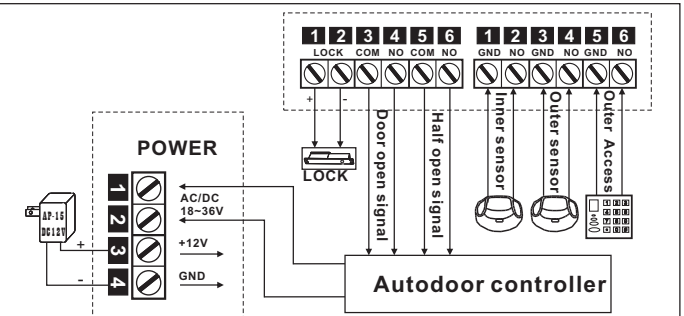 1 2 3 4 5 6 1 2 3 4 5 6
LOCK COM NO COM NO GND NO GND NO GND NO
+ -
LOCK
Door open signal
Half open signal
Inner sensor
Outer sensor
Outer Access
POWER
1
2
3
4
AC/DC
18~36V
+12V
GND
AP-15
DC12V
+
-
Autodoor controller